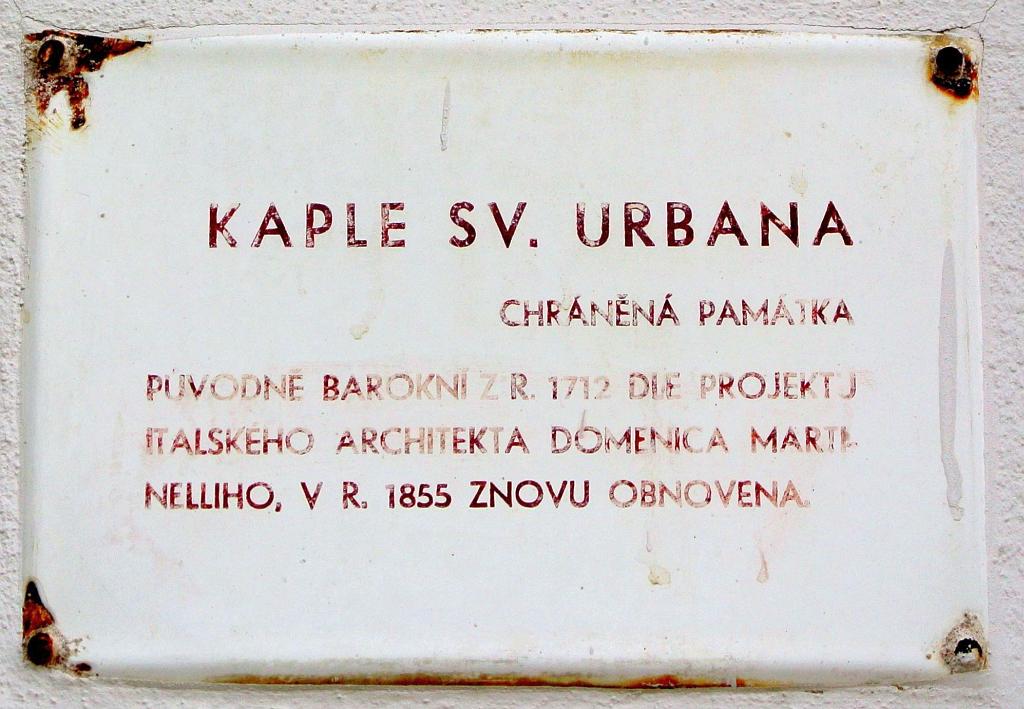 KAPLE SV. URBANA
CHRÁNĚNÁ PAMÁTKA
PŮVODNĚ BAROKNÍ Z R. 1712 DLE PROJEKTU
ITALSKÉHO ARCHITEKTA DOMENICA MARTI-
NELLIHO, V R. 1855 ZNOVU OBNOVENA.